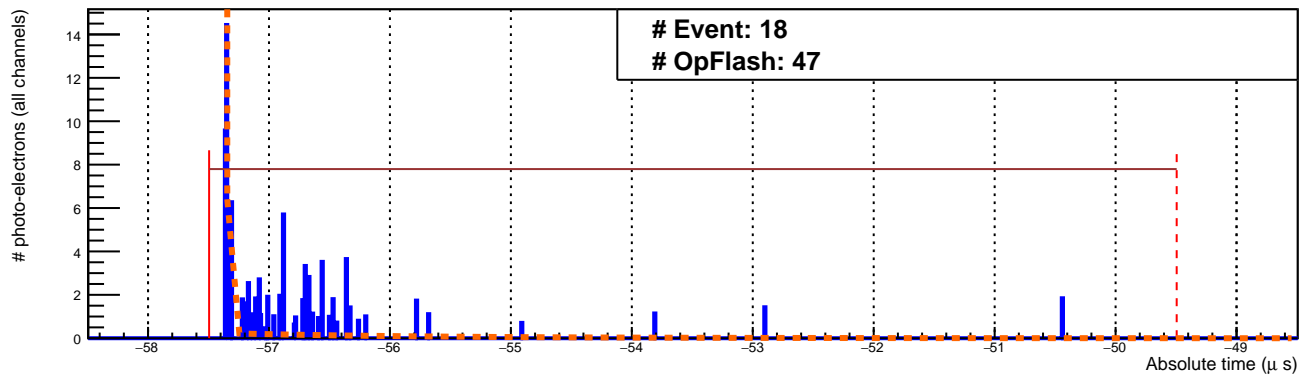 # Event: 18
# OpFlash: 47
# photo-electrons (all channels)
14
12
10
8
6
4
2
0
−58 −57 −56 −55 −54 −53 −52 −51 −50 −49
Absolute time (μ s)